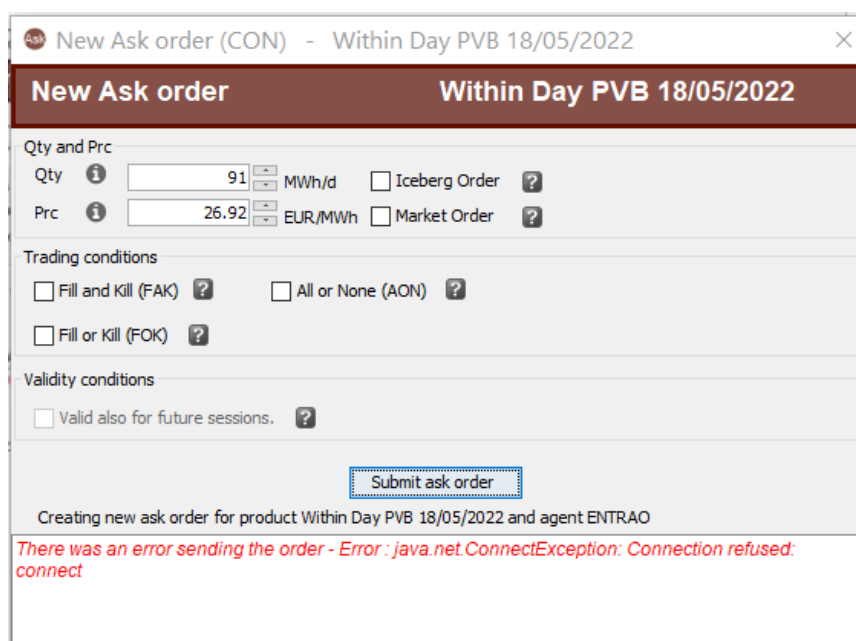 Ask New Ask order (CON) - Within Day PVB 18/05/2022
New Ask order Within Day PVB 18/05/2022
Qty and Prc
Qty 91 MWh/d Iceberg Order ?
Prc 26.92 EUR/MWh Market Order ?
Trading conditions
Fill and Kill (FAK) ? All or None (AON) ?
Fill or Kill (FOK) ?
Validity conditions
Valid also for future sessions. ?
Submit ask order
Creating new ask order for product Within Day PVB 18/05/2022 and agent ENTRAO
There was an error sending the order - Error : java.net.ConnectException: Connection refused:
connect